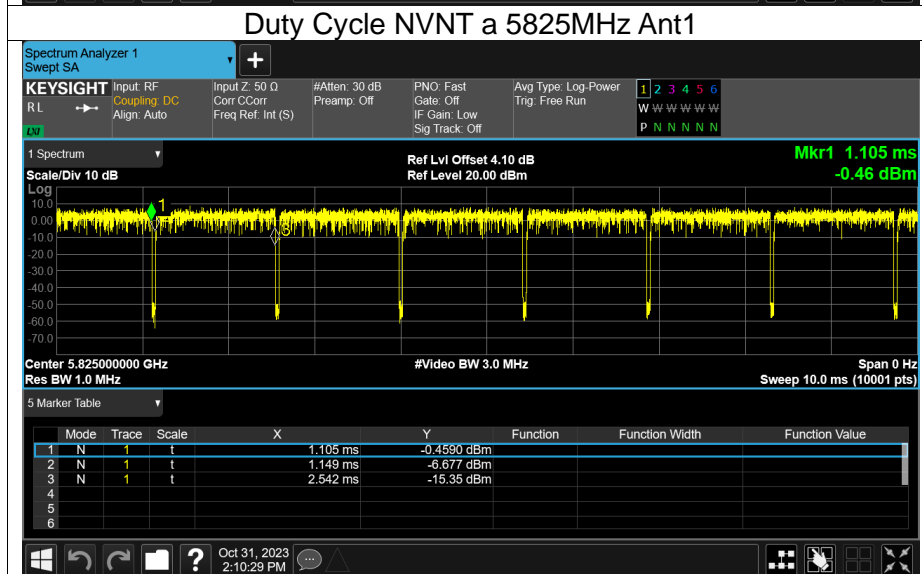 Duty Cycle NVNT a 5825MHz Ant1
Spectrum Analyzer 1
Swept SA
+
KEYSIGHT Input: RF Input Z: 50 Ω #Atten: 30 dB PNO: Fast Avg Type: Log-Power 1 2 3 4 5 6
R L Coupling: DC Corr CCorr Preamp: Off Gate: Off Trig: Free Run W W W W W W
Align: Auto Freq Ref: Int (S) IF Gain: Low
LXI Sig Track: Off P N N N N N
1 Spectrum Ref Lvl Offset 4.10 dB Mkr1 1.105 ms
Scale/Div 10 dB Ref Level 20.00 dBm -0.46 dBm
Log
10.0
1
0.00
3
-10.0
-20.0
-30.0
-40.0
-50.0
-60.0
-70.0
Center 5.825000000 GHz #Video BW 3.0 MHz Span 0 Hz
Res BW 1.0 MHz Sweep 10.0 ms (10001 pts)
5 Marker Table
Mode Trace Scale X Y Function Function Width Function Value
1 N 1 t 1.105 ms -0.4590 dBm
2 N 1 t 1.149 ms -6.677 dBm
3 N 1 t 2.542 ms -15.35 dBm
4
5
6
? Oct 31, 2023
2:10:29 PM